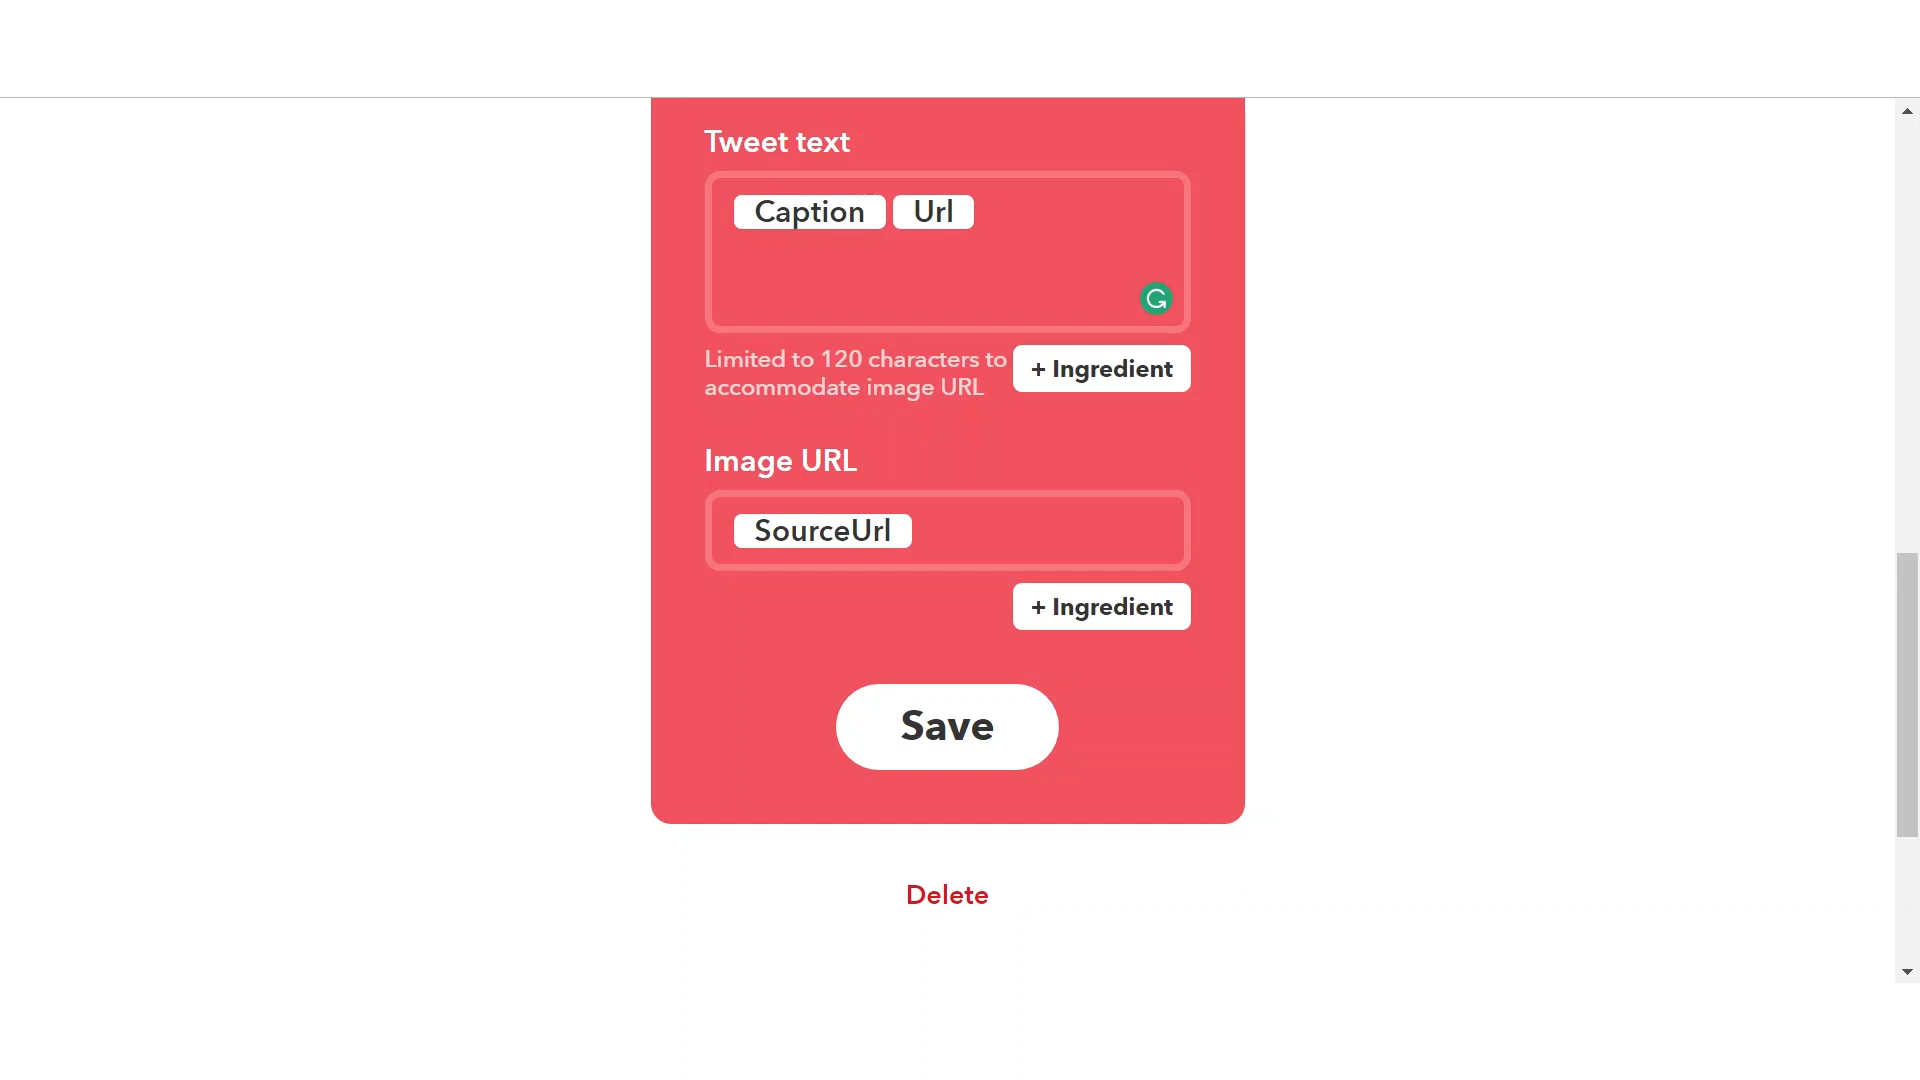 Tweet text
Caption Url
Limited to 120 characters to + Ingredient
accommodate image URL
Image URL
SourceUrl
+ Ingredient
Save
Delete